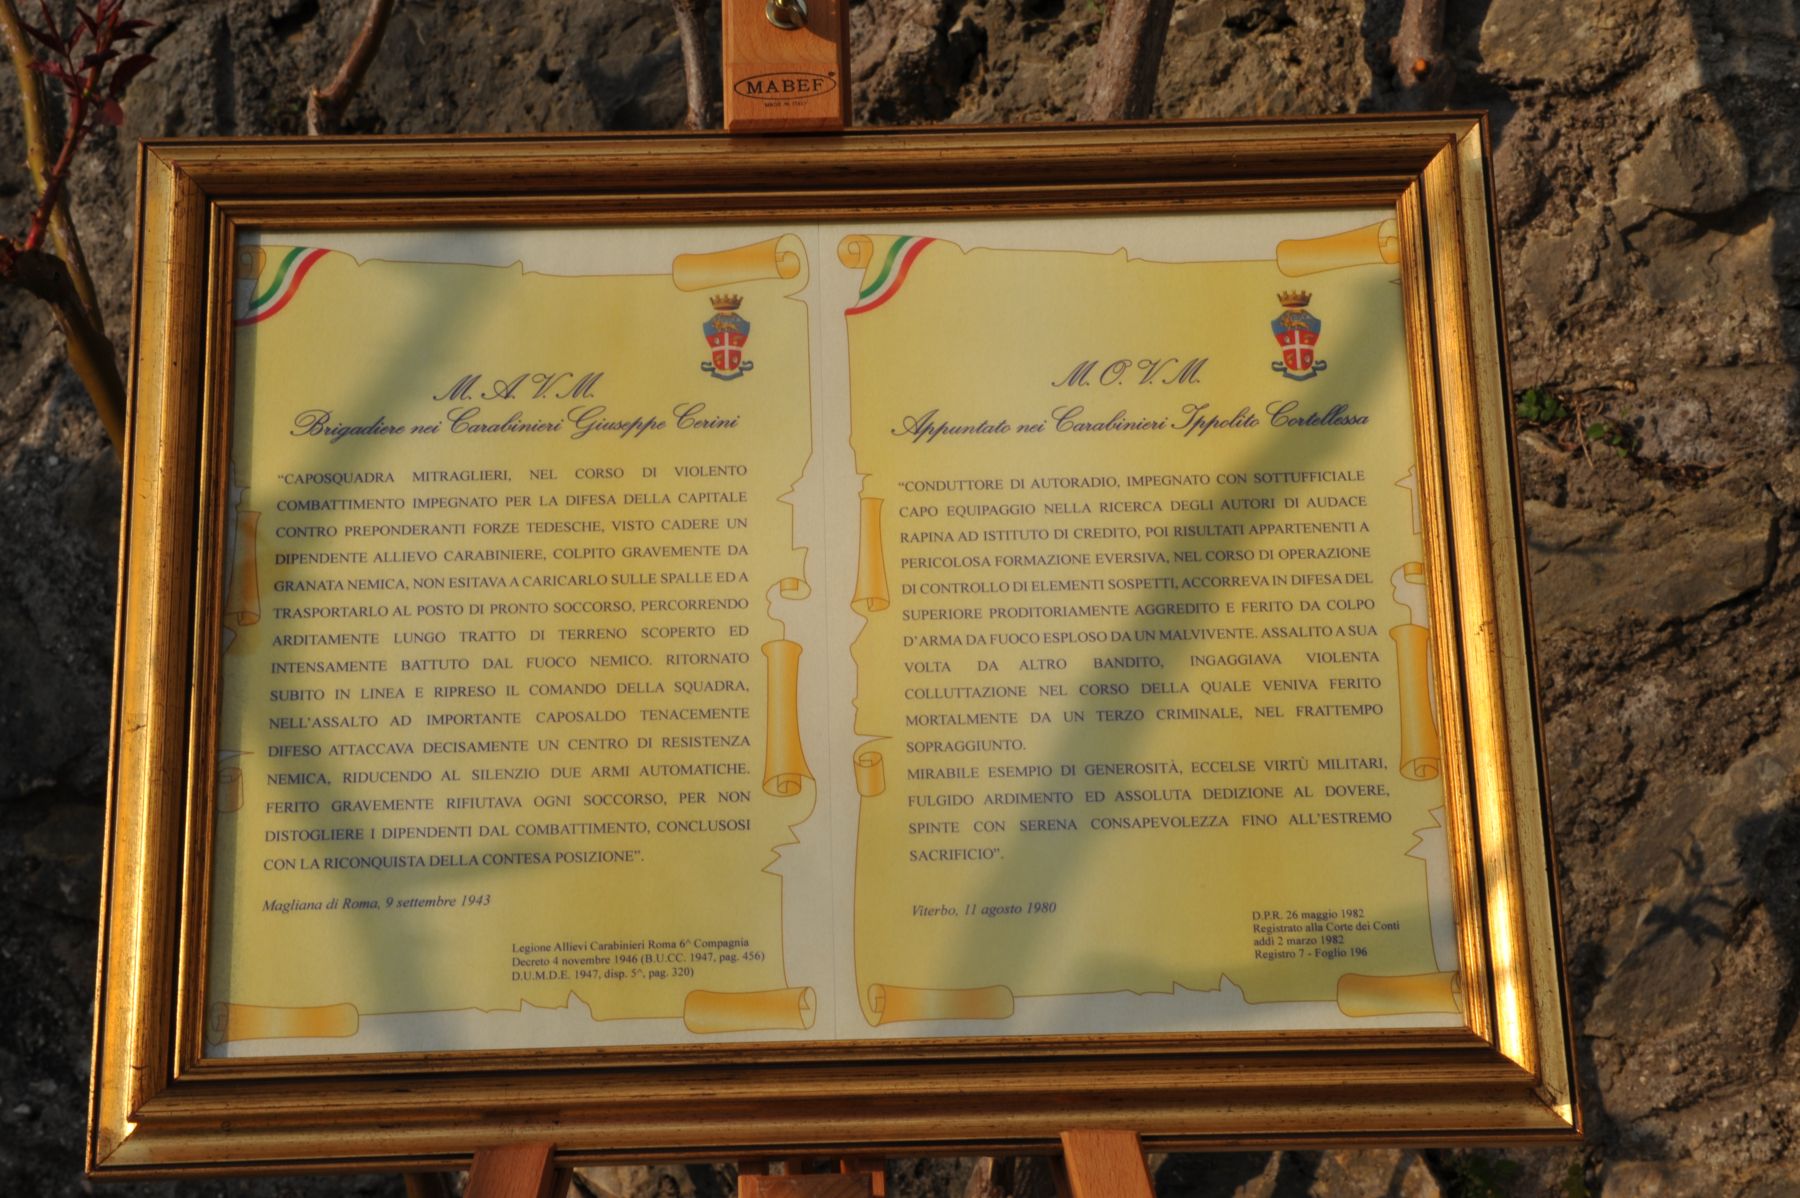 MABEF
MADE IN ITALY
M.A.V.M.
Brigadiere nei Carabinieri Giuseppe Cerini
“CAPOSQUADRA MITRAGLIERI, NEL CORSO DI VIOLENTO
COMBATTIMENTO IMPEGNATO PER LA DIFESA DELLA CAPITALE
CONTRO PREPONDERANTI FORZE TEDESCHE, VISTO CADERE UN
DIPENDENTE ALLIEVO CARABINIERE, COLPITO GRAVEMENTE DA
GRANATA NEMICA, NON ESITAVA A CARICARLO SULLE SPALLE ED A
TRASPORTARLO AL POSTO DI PRONTO SOCCORSO, PERCORRENDO
ARDITAMENTE LUNGO TRATTO DI TERRENO SCOPERTO ED
INTENSAMENTE BATTUTO DAL FUOCO NEMICO. RITORNATO
SUBITO IN LINEA E RIPRESO IL COMANDO DELLA SQUADRA,
NELL’ASSALTO AD IMPORTANTE CAPOSALDO TENACEMENTE
DIFESO ATTACCAVA DECISAMENTE UN CENTRO DI RESISTENZA
NEMICA, RIDUCENDO AL SILENZIO DUE ARMI AUTOMATICHE.
FERITO GRAVEMENTE RIFIUTAVA OGNI SOCCORSO, PER NON
DISTOGLIERE I DIPENDENTI DAL COMBATTIMENTO, CONCLUSOSI
CON LA RICONQUISTA DELLA CONTESA POSIZIONE”.
Magliana di Roma, 9 settembre 1943
Legione Allievi Carabinieri Roma 6^ Compagnia
Decreto 4 novembre 1946 (B.U.CC. 1947, pag. 456)
D.U.M.D.E. 1947, disp. 5^, pag. 320)
M.O.V.M.
Appuntato nei Carabinieri Ippolito Cortellessa
“CONDUTTORE DI AUTORADIO, IMPEGNATO CON SOTTUFFICIALE
CAPO EQUIPAGGIO NELLA RICERCA DEGLI AUTORI DI AUDACE
RAPINA AD ISTITUTO DI CREDITO, POI RISULTATI APPARTENENTI A
PERICOLOSA FORMAZIONE EVERSIVA, NEL CORSO DI OPERAZIONE
DI CONTROLLO DI ELEMENTI SOSPETTI, ACCORREVA IN DIFESA DEL
SUPERIORE PRODITORIAMENTE AGGREDITO E FERITO DA COLPO
D’ARMA DA FUOCO ESPLOSO DA UN MALVIVENTE. ASSALITO A SUA
VOLTA DA ALTRO BANDITO, INGAGGIAVA VIOLENTA
COLLUTTAZIONE NEL CORSO DELLA QUALE VENIVA FERITO
MORTALMENTE DA UN TERZO CRIMINALE, NEL FRATTEMPO
SOPRAGGIUNTO.
MIRABILE ESEMPIO DI GENEROSITÀ, ECCELSE VIRTÙ MILITARI,
FULGIDO ARDIMENTO ED ASSOLUTA DEDIZIONE AL DOVERE,
SPINTE CON SERENA CONSAPEVOLEZZA FINO ALL’ESTREMO
SACRIFICIO”.
Viterbo, 11 agosto 1980
D.P.R. 26 maggio 1982
Registrato alla Corte dei Conti
addì 2 marzo 1982
Registro 7 - Foglio 196